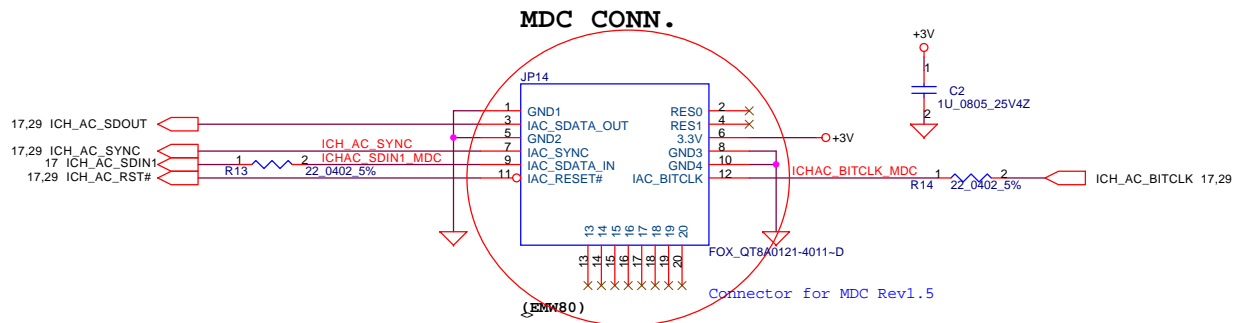 MDC CONN.
+3V
JP14
1
C2
1U_0805_25V4Z
2
1 GND1 RES0 2
17,29 ICH_AC_SDOUT 3 IAC_SDATA_OUT RES1 4
5 GND2 3.3V 6 +3V
17,29 ICH_AC_SYNC ICH_AC_SYNC 7 IAC_SYNC GND3 8
17 ICH_AC_SDIN1 1 2 ICHAC_SDIN1_MDC 9 IAC_SDATA_IN GND4 10
R13 22_0402_5%
17,29 ICH_AC_RST# 11 IAC_RESET# IAC_BITCLK 12 ICHAC_BITCLK_MDC 1 2 ICH_AC_BITCLK 17,29
R14 22_0402_5%
13 14 15 16 17 18 19 20
13 14 15 16 17 18 19 20
FOX_QT8A0121-4011~D
Connector for MDC Rev1.5